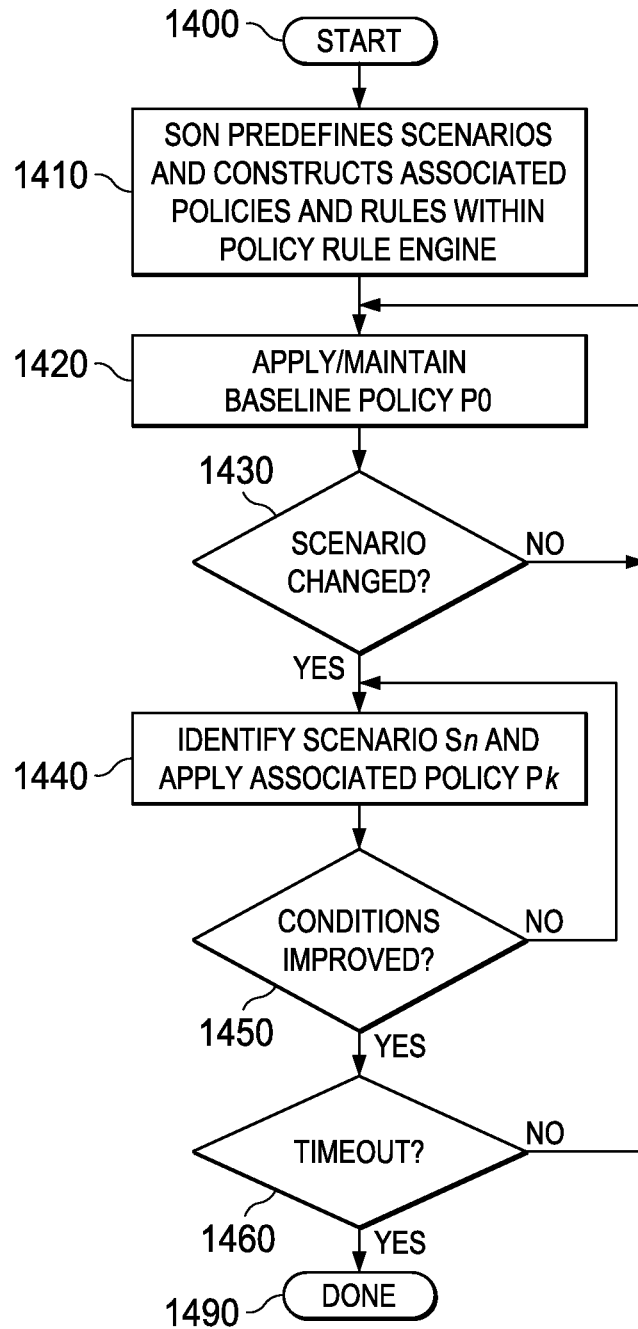 1400
START
1410
SON PREDEFINES SCENARIOS
AND CONSTRUCTS ASSOCIATED
POLICIES AND RULES WITHIN
POLICY RULE ENGINE
1420
APPLY/MAINTAIN
BASELINE POLICY P0
1430
SCENARIO
CHANGED?
NO
YES
1440
IDENTIFY SCENARIO Sn AND
APPLY ASSOCIATED POLICY Pk
CONDITIONS
IMPROVED?
NO
1450
YES
TIMEOUT?
NO
1460
YES
1490
DONE